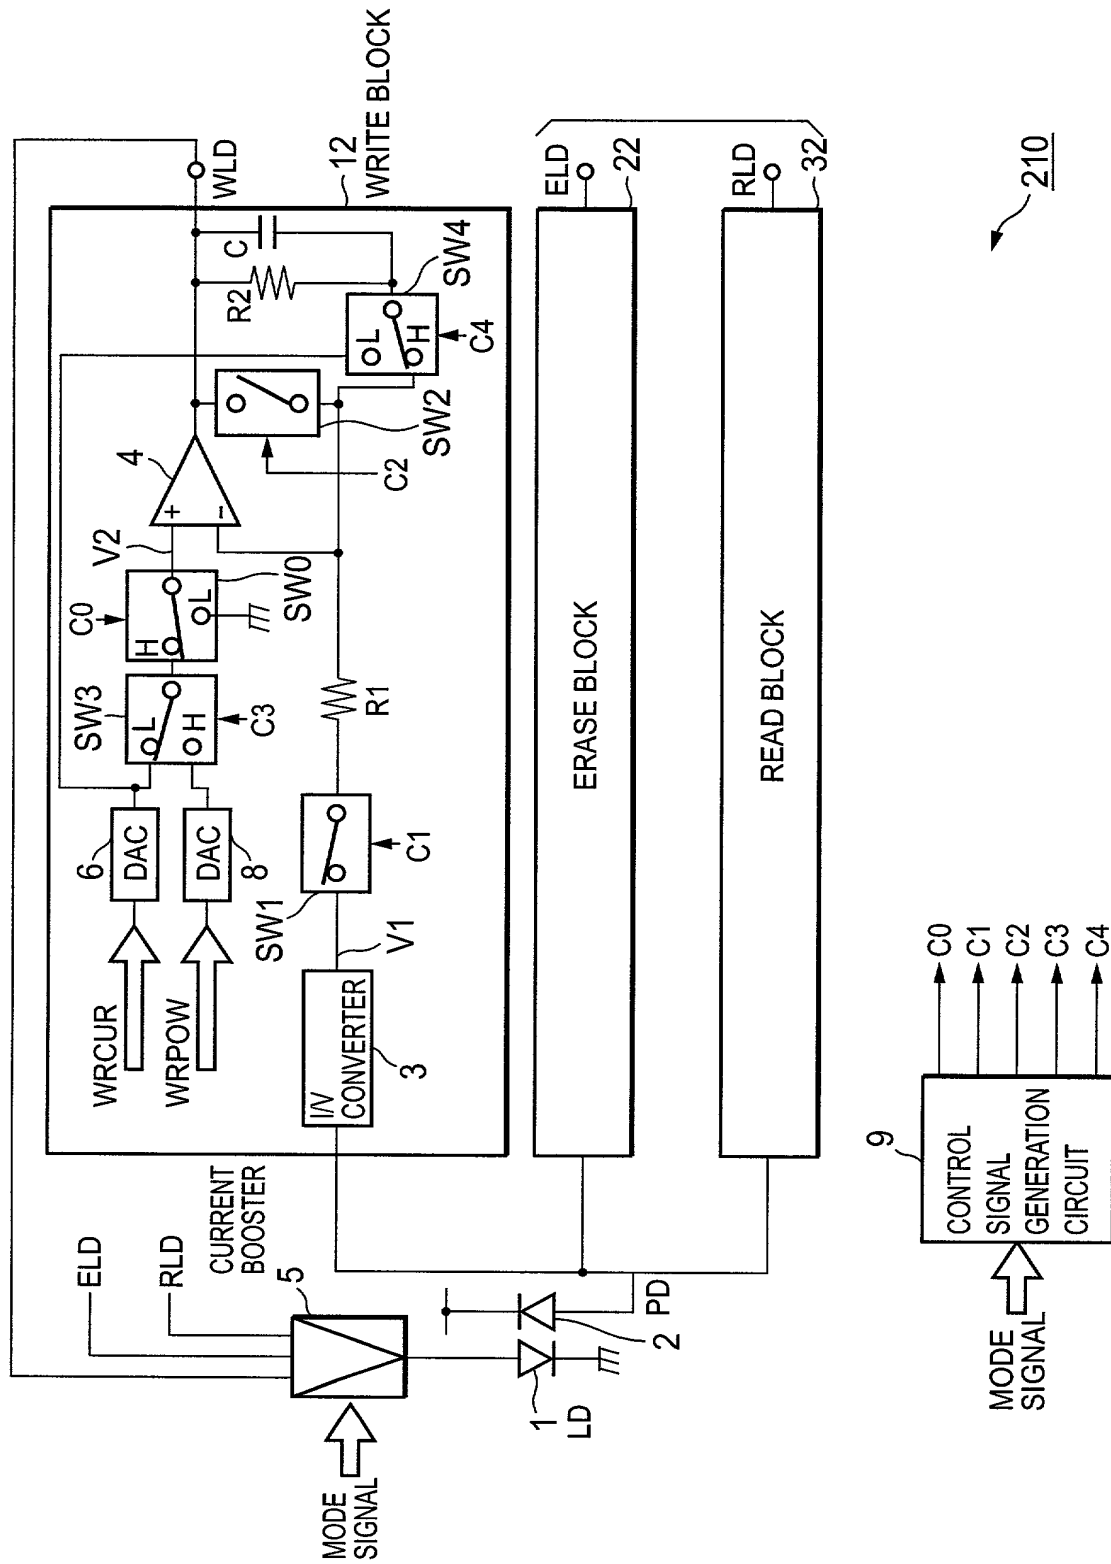 210
WLD
12
WRITE BLOCK
C
R2
SW4
L
H
C4
SW2
C2
4
+
−
V2
SW0
C0
H
L
SW3
L
H
C3
R1
6
DAC
DAC
8
WRCUR
WRPOW
SW1
C1
V1
I/V
CONVERTER
3
ELD
22
ERASE BLOCK
RLD
32
READ BLOCK
CURRENT
BOOSTER
ELD
RLD
5
MODE
SIGNAL
1
LD
2
PD
9
CONTROL
SIGNAL
GENERATION
CIRCUIT
MODE
SIGNAL
C0
C1
C2
C3
C4